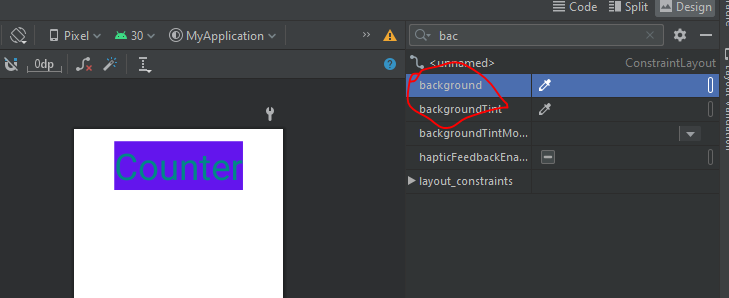 Code Split Design
Pixel 30 MyApplication >>
bac
0dp
<unnamed> ConstraintLayout
background
backgroundTint
backgroundTintMo...
hapticFeedbackEna...
layout_constraints
Counter